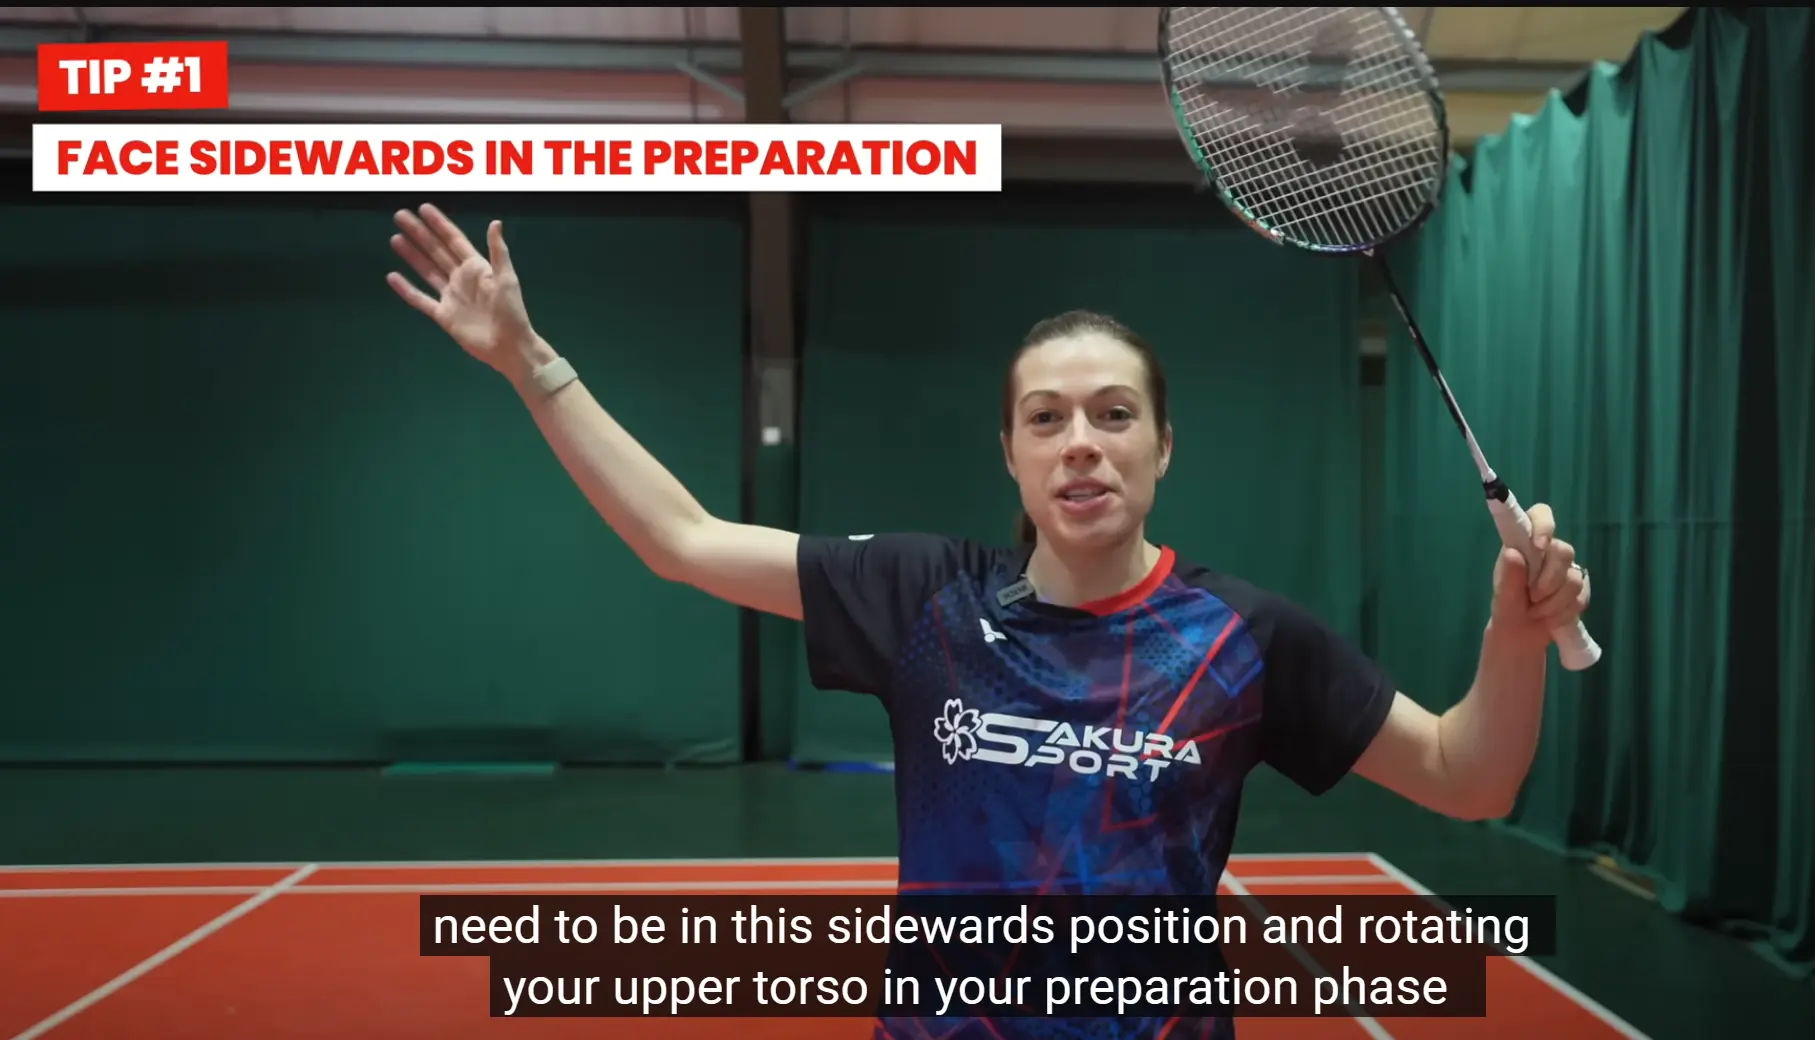 TIP #1
FACE SIDEWARDS IN THE PREPARATION
SAKURA
SPORT
need to be in this sidewards position and rotating
your upper torso in your preparation phase